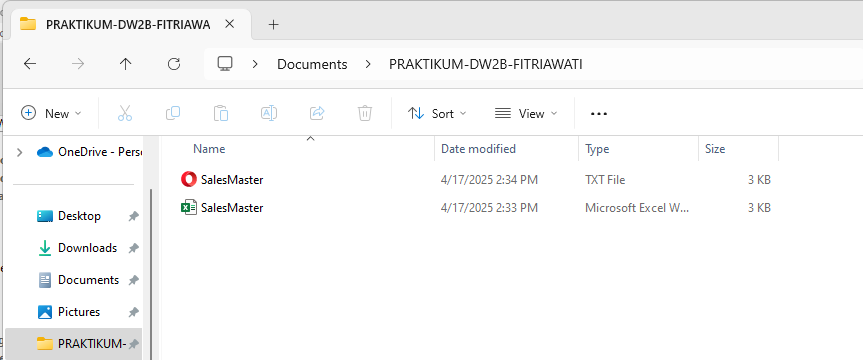 PRAKTIKUM-DW2B-FITRIAWA
Documents
PRAKTIKUM-DW2B-FITRIAWATI
New
Sort
View
Name
Date modified
Type
Size
OneDrive - Pers
SalesMaster
4/17/2025 2:34 PM
TXT File
3 KB
SalesMaster
4/17/2025 2:33 PM
Microsoft Excel W...
3 KB
Desktop
Downloads
Documents
Pictures
PRAKTIKUM-